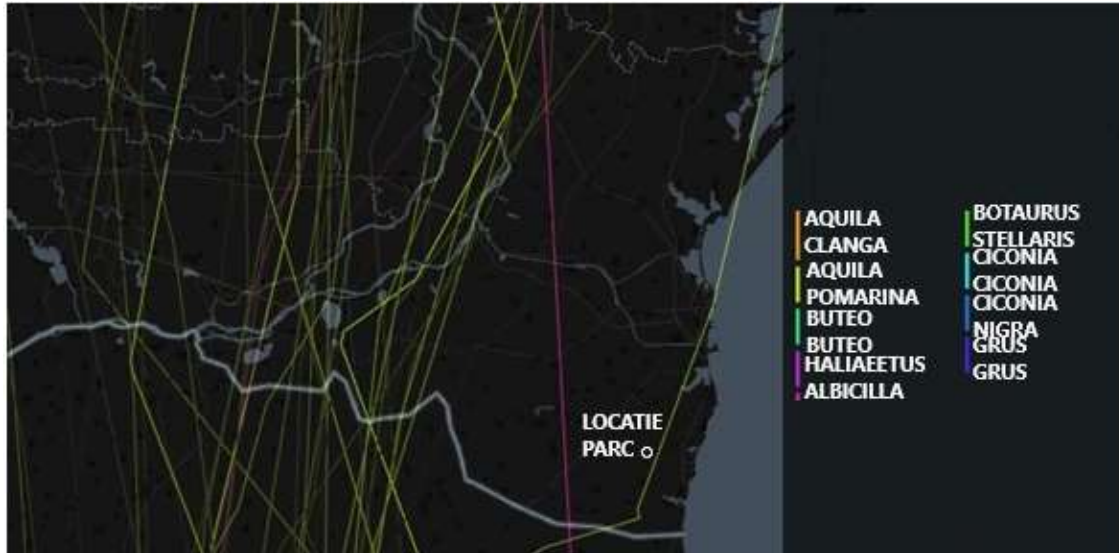 LOCATIE
PARC
AQUILA
CLANGA
AQUILA
POMARINA
BUTEO
BUTEO
HALIAEETUS
ALBICILLA
BOTAURUS
STELLARIS
CICONIA
CICONIA
CICONIA
NIGRA
GRUS
GRUS